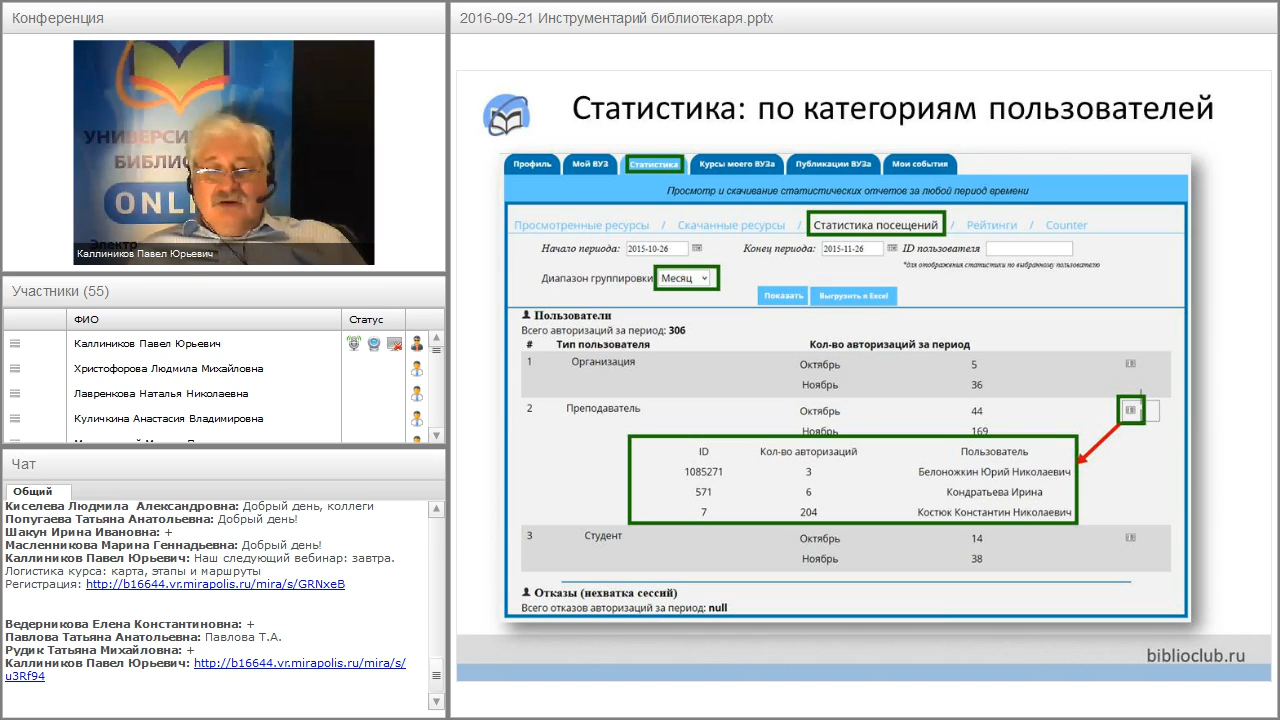 Конференция
УНИВЕРСИ
БИБЛИО
ONLI
Электро
Каллиников Павел Юрьевич
Участники (55)
ФИО Статус
Каллиников Павел Юрьевич
Христофорова Людмила Михайловна
Лавренкова Наталья Николаевна
Куличкина Анастасия Владимировна
Чат
Общий
Киселева Людмила Александровна: Добрый день, коллеги
Попугаева Татьяна Анатольевна: Добрый день!
Шакун Ирина Ивановна: +
Масленникова Марина Геннадьевна: Добрый день!
Каллиников Павел Юрьевич: Наш следующий вебинар: завтра.
Логистика курса: карта, этапы и маршруты
Регистрация: http://b16644.vr.mirapolis.ru/mira/s/GRNxeB
Ведерникова Елена Константиновна: +
Павлова Татьяна Анатольевна: Павлова Т.А.
Рудик Татьяна Михайловна: +
Каллиников Павел Юрьевич: http://b16644.vr.mirapolis.ru/mira/s/
u3Rf94
2016-09-21 Инструментарий библиотекаря.pptx
Статистика: по категориям пользователей
Профиль Мой ВУЗ Статистика Курсы моего ВУЗа Публикации ВУЗа Мои события
Просмотр и скачивание статистических отчетов за любой период времени
Просмотренные ресурсы / Скачанные ресурсы / Статистика посещений / Рейтинги / Counter
Начало периода: 2015-10-26 Конец периода: 2015-11-26 ID пользователя
*для отображения статистики по выбранному пользователю
Диапазон группировки Месяц
Показать Выгрузить в Excel
Пользователи
Всего авторизаций за период: 306
# Тип пользователя Кол-во авторизаций за период
1 Организация Октябрь 5
Ноябрь 36
2 Преподаватель Октябрь 44
Ноябрь 169
ID Кол-во авторизаций Пользователь
1085271 3 Белоножкин Юрий Николаевич
571 6 Кондратьева Ирина
7 204 Костюк Константин Николаевич
3 Студент Октябрь 14
Ноябрь 38
Отказы (нехватка сессий)
Всего отказов авторизаций за период: null
biblioclub.ru